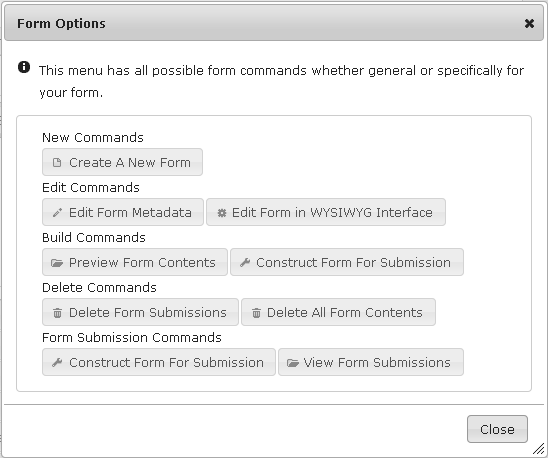 Form Options
This menu has all possible form commands whether general or specifically for
your form.
New Commands
Create A New Form
Edit Commands
Edit Form Metadata Edit Form in WYSIWYG Interface
Build Commands
Preview Form Contents Construct Form For Submission
Delete Commands
Delete Form Submissions Delete All Form Contents
Form Submission Commands
Construct Form For Submission View Form Submissions
Close